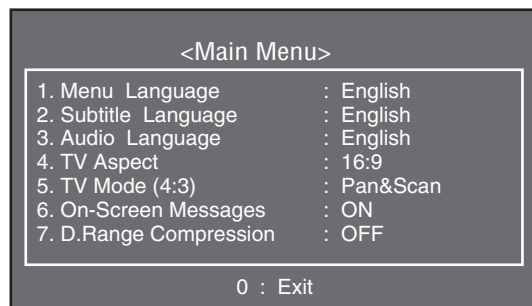 <Main Menu>
1. Menu Language : English
2. Subtitle Language : English
3. Audio Language : English
4. TV Aspect : 16:9
5. TV Mode (4:3) : Pan&Scan
6. On-Screen Messages : ON
7. D.Range Compression : OFF
0 : Exit